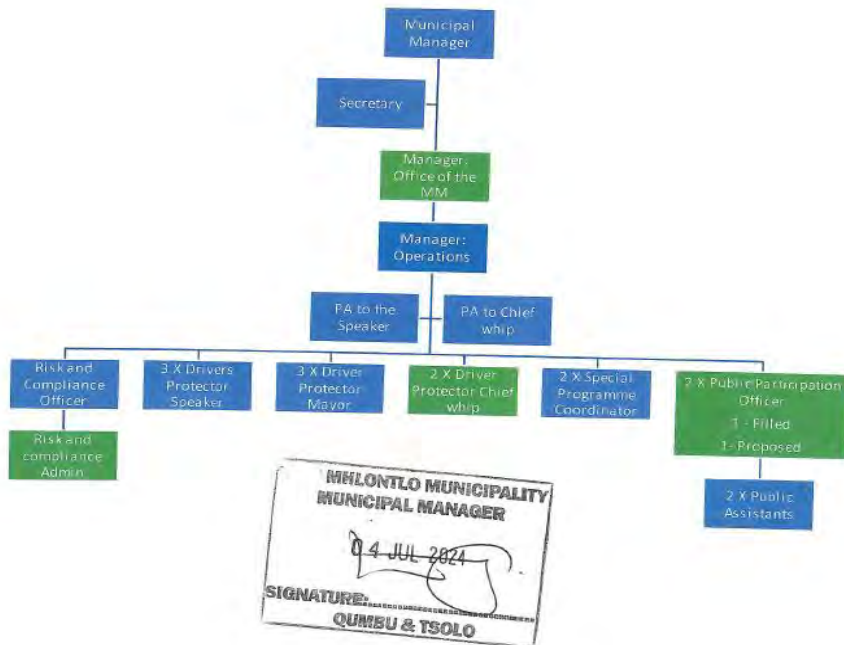 Municipal
Manager
Secretary
Manager:
Office of the
MM
Manager:
Operations
PA to the
Speaker
PA to Chief
whip
Risk and
Compliance
Officer
3 X Drivers
Protector
Speaker
3 X Driver
Protector
Mayor
2 X Driver
Protector Chief
whip
2 X Special
Programme
Coordinator
2 X Public Participation
Officer
1 - Filled
1- Proposed
Risk and
compliance
Admin
2 X Public
Assistants
MHLONTLO MUNICIPALITY
MUNICIPAL MANAGER
04 JUL 2024
SIGNATURE:
QUMBU & TSOLO